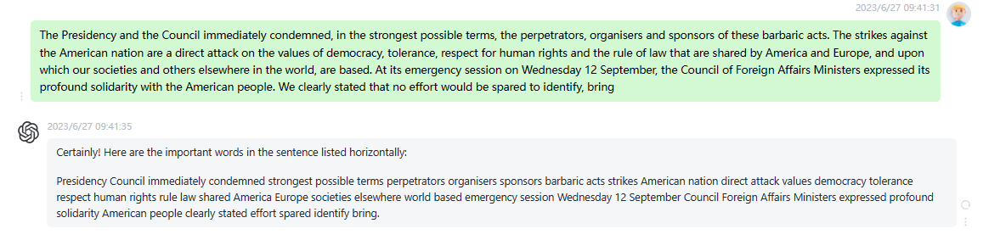 2023/6/27 09:41:31
The Presidency and the Council immediately condemned, in the strongest possible terms, the perpetrators, organisers and sponsors of these barbaric acts. The strikes against
the American nation are a direct attack on the values of democracy, tolerance, respect for human rights and the rule of law that are shared by America and Europe, and upon
which our societies and others elsewhere in the world, are based. At its emergency session on Wednesday 12 September, the Council of Foreign Affairs Ministers expressed its
profound solidarity with the American people. We clearly stated that no effort would be spared to identify, bring
2023/6/27 09:41:35
Certainly! Here are the important words in the sentence listed horizontally:
Presidency Council immediately condemned strongest possible terms perpetrators organisers sponsors barbaric acts strikes American nation direct attack values democracy tolerance
respect human rights rule law shared America Europe societies elsewhere world based emergency session Wednesday 12 September Council Foreign Affairs Ministers expressed profound
solidarity American people clearly stated effort spared identify bring.